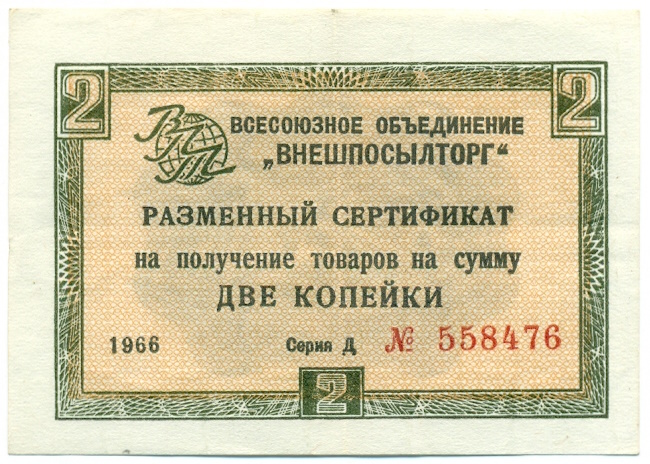 2 2
ВПТ
ВСЕСОЮЗНОЕ ОБЪЕДИНЕНИЕ
„ВНЕШПОСЫЛТОРГ“
РАЗМЕННЫЙ СЕРТИФИКАТ
на получение товаров на сумму
ДВЕ КОПЕЙКИ
1966 Серия Д № 558476
2